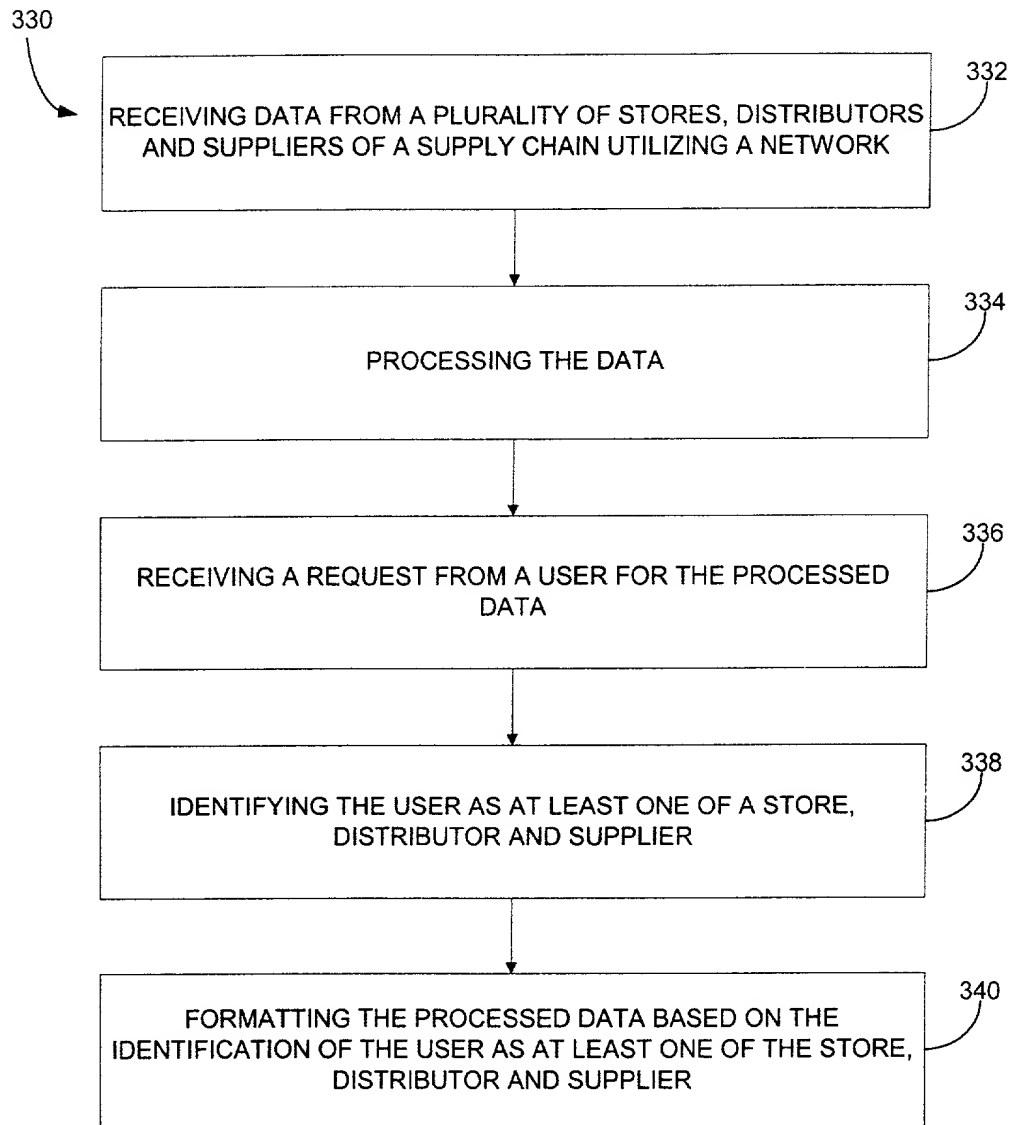 330
332
RECEIVING DATA FROM A PLURALITY OF STORES, DISTRIBUTORS
AND SUPPLIERS OF A SUPPLY CHAIN UTILIZING A NETWORK
334
PROCESSING THE DATA
336
RECEIVING A REQUEST FROM A USER FOR THE PROCESSED
DATA
338
IDENTIFYING THE USER AS AT LEAST ONE OF A STORE,
DISTRIBUTOR AND SUPPLIER
340
FORMATTING THE PROCESSED DATA BASED ON THE
IDENTIFICATION OF THE USER AS AT LEAST ONE OF THE STORE,
DISTRIBUTOR AND SUPPLIER